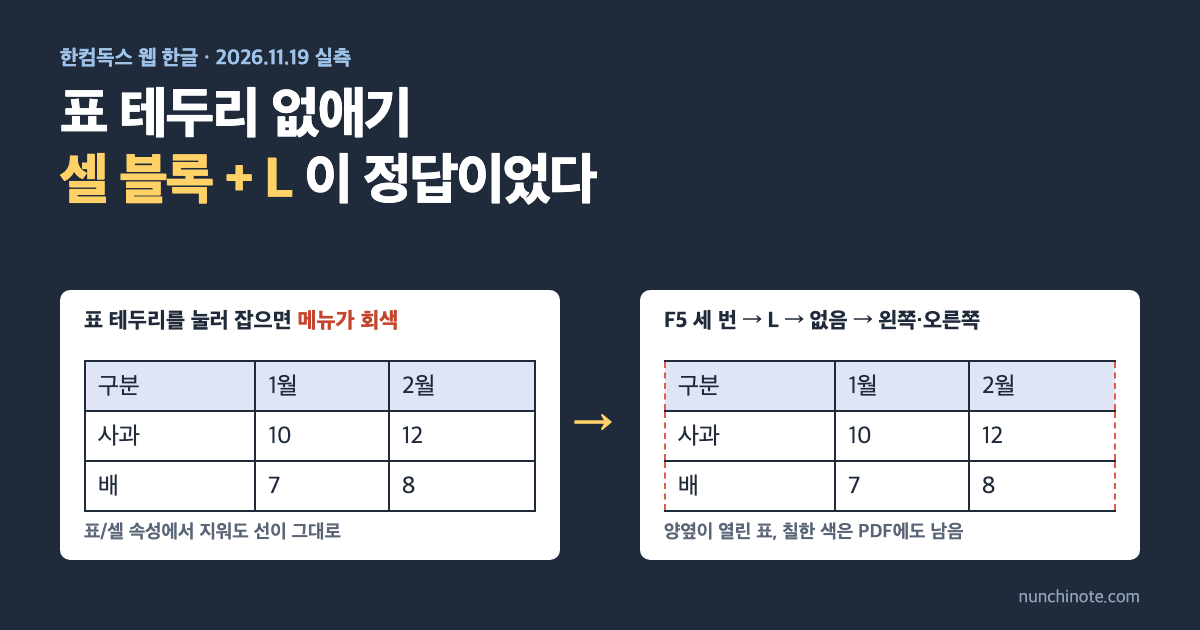 한컴독스 웹 한글 · 2026.11.19 실측
표 테두리 없애기
셀 블록 + L 이 정답이었다
표 테두리를 눌러 잡으면 메뉴가 회색
구분 1월 2월
사과 10 12
배 7 8
표/셀 속성에서 지워도 선이 그대로
→
F5 세 번 → L → 없음 → 왼쪽·오른쪽
구분 1월 2월
사과 10 12
배 7 8
양옆이 열린 표, 칠한 색은 PDF에도 남음
nunchinote.com